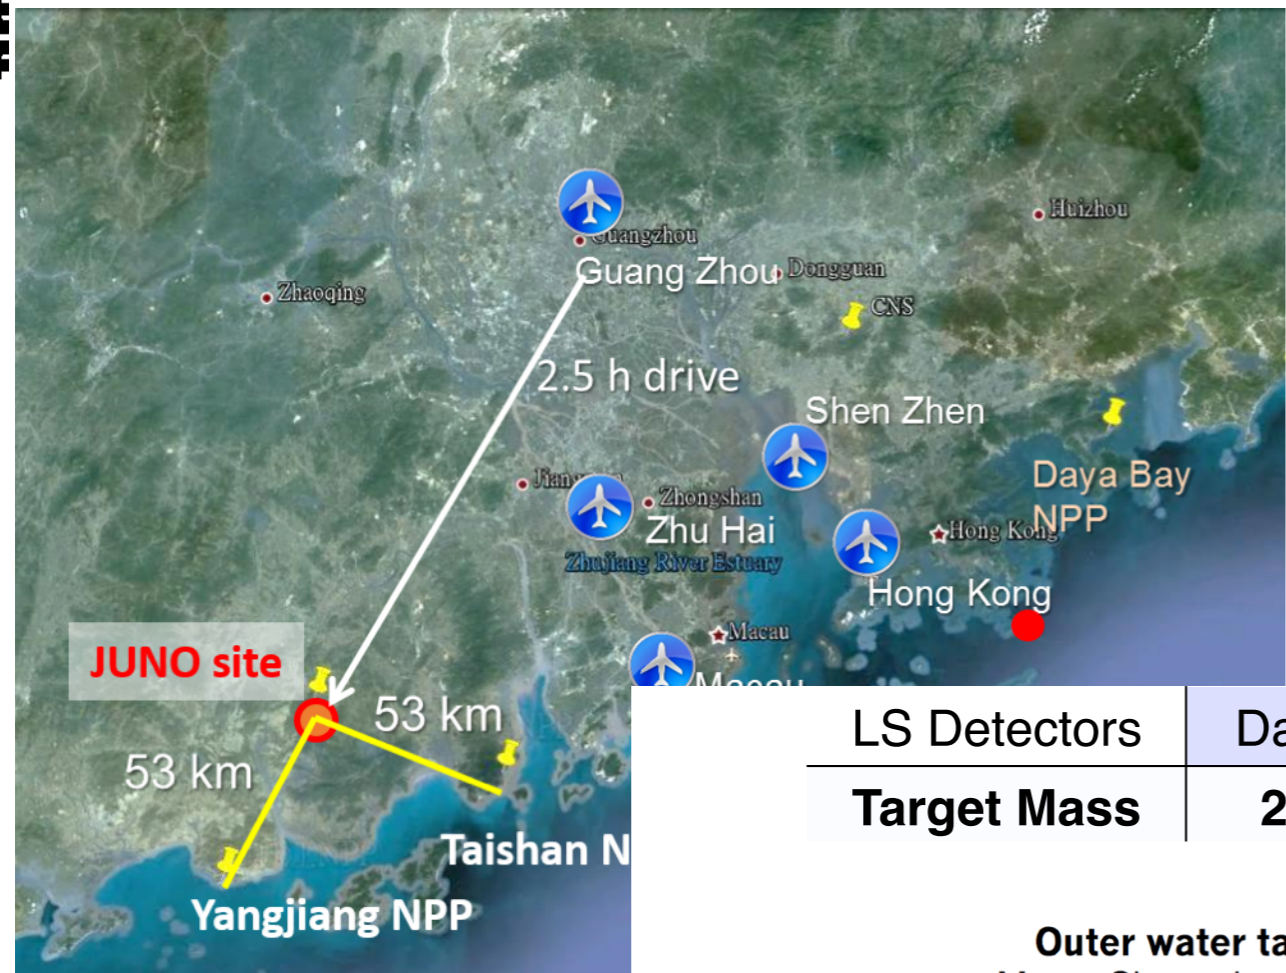 Huizhou
Guangzhou
Guang Zhou
Dongguan
Zhaoqing
CNS
2.5 h drive
Shen Zhen
Daya Bay
NPP
Zhongshan
Zhu Hai
Hong Kong
Zhujiang River Estuary
Hong Kong
Macau
JUNO site
Macau
53 km
53 km
LS Detectors
Target Mass
2
Taishan N
Yangjiang NPP
Outer water ta